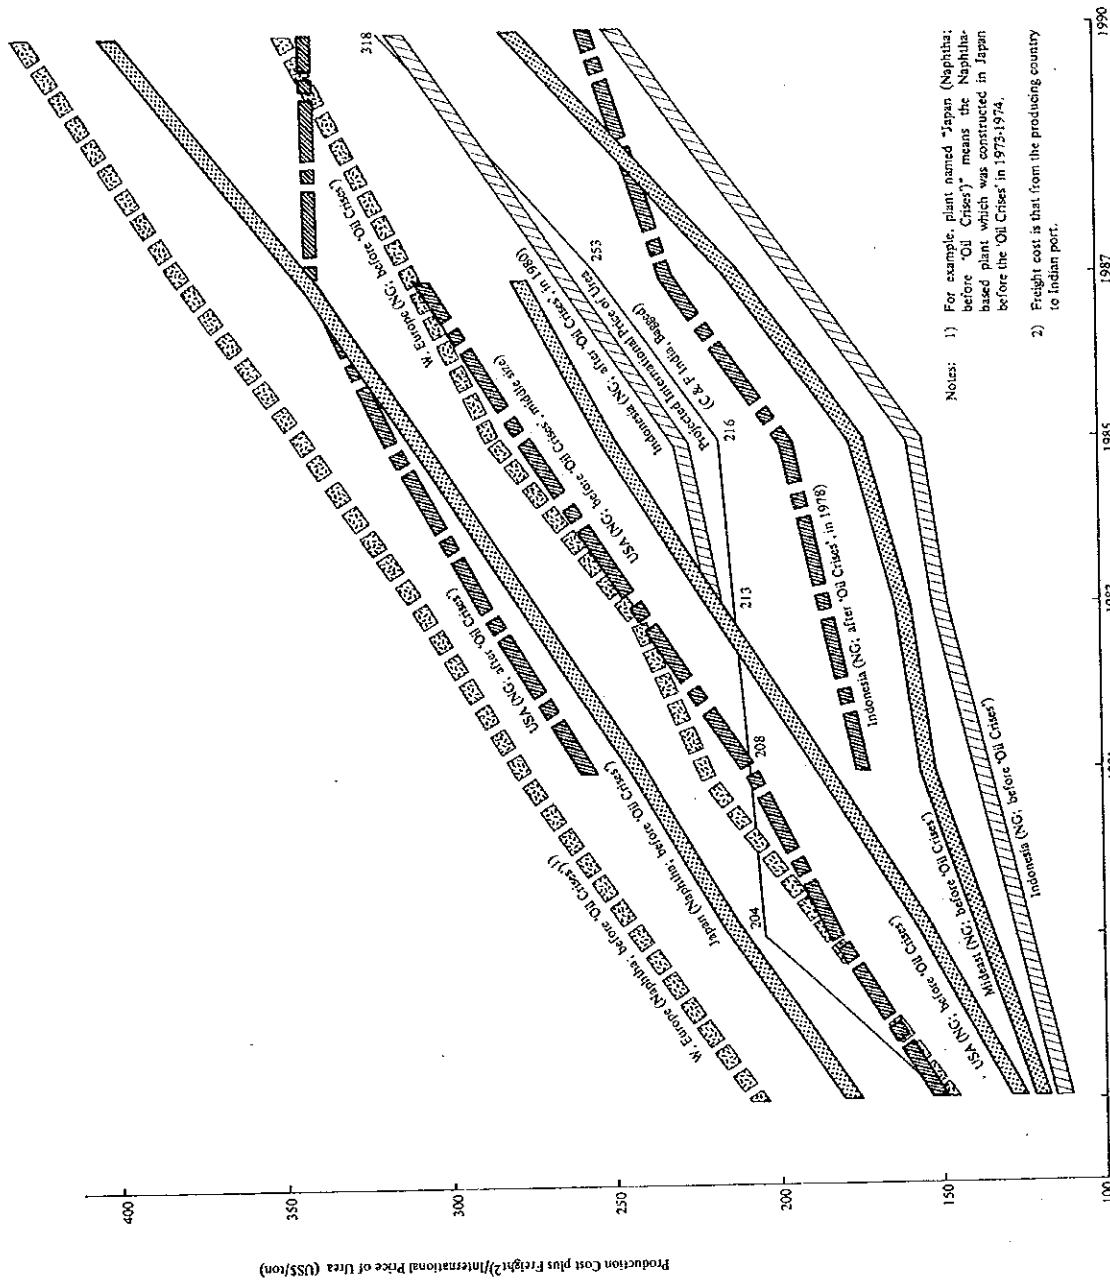 Production Cost plus Freight2)/International Price of Urea (US$/ton)
400
350
300
250
200
150
100
W. Europe (Naphtha; before 'Oil Crises')1)
Japan (Naphtha; before 'Oil Crises')
USA (NG; after 'Oil Crises')
W. Europe (NG; before 'Oil Crises')
USA (NG; before 'Oil Crises', middle size)
Indonesia (NG; after 'Oil Crises', in 1980)
Projected International Price of Urea
(C & F India, Bagged)
Indonesia (NG; after 'Oil Crises', in 1978)
USA (NG; before 'Oil Crises')
Mideast (NG; before 'Oil Crises')
Indonesia (NG; before 'Oil Crises')
204
208
213
216
253
318
1985
1987
1990
Notes: 1) For example, plant named "Japan (Naphtha;
before 'Oil Crises')" means the Naphtha-
based plant which was constructed in Japan
before the 'Oil Crises' in 1973-1974.
2) Freight cost is that from the producing country
to Indian port.